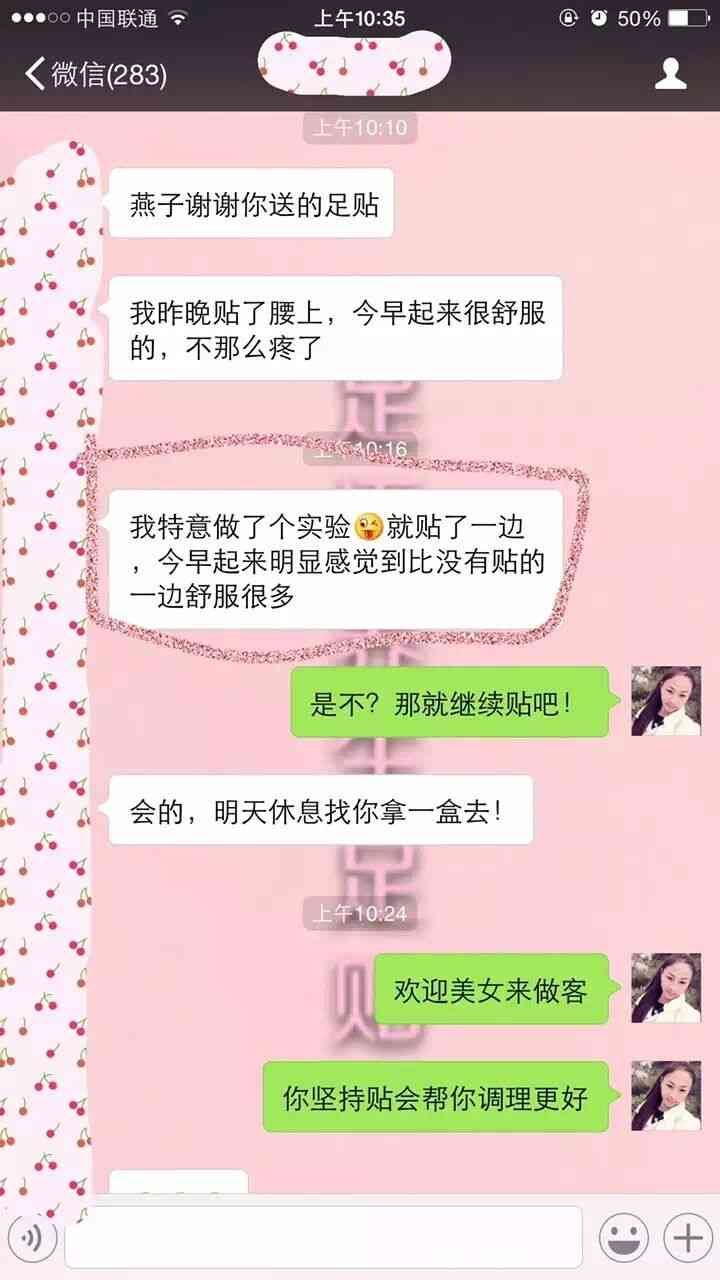 中国联通
上午10:35
50%
微信(283)
上午10:10
燕子谢谢你送的足贴
我昨晚贴了腰上，今早起来很舒服
的，不那么疼了
上午10:16
我特意做了个实验😜就贴了一边
，今早起来明显感觉到比没有贴的
一边舒服很多
是不？那就继续贴吧！
会的，明天休息找你拿一盒去！
上午10:24
欢迎美女来做客
你坚持贴会帮你调理更好
足
贴